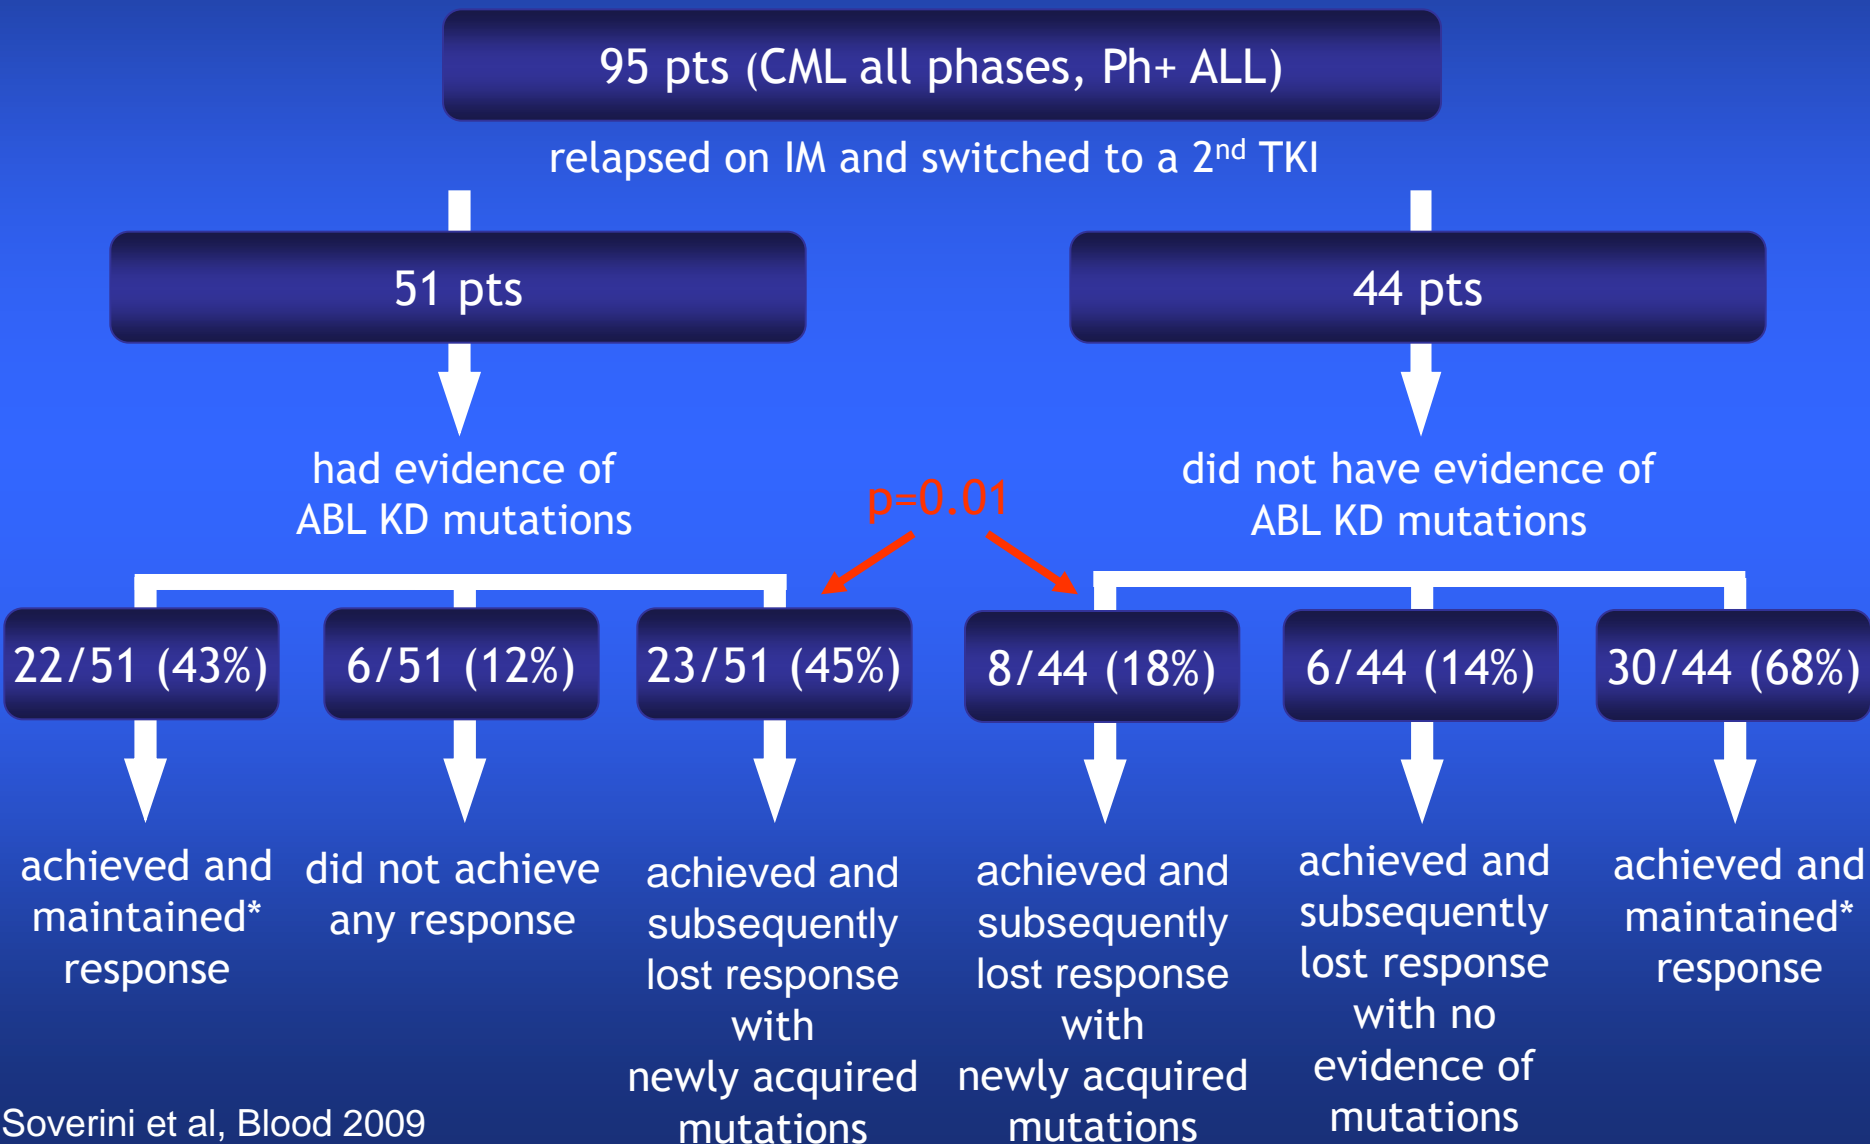 95 pts (CML all phases, Ph+ ALL)
relapsed on IM and switched to a 2nd TKI
51 pts
44 pts
had evidence of
ABL KD mutations
p=0.01
did not have evidence of
ABL KD mutations
22/51 (43%)
6/51 (12%)
23/51 (45%)
8/44 (18%)
6/44 (14%)
30/44 (68%)
achieved and
maintained*
response
did not achieve
any response
achieved and
subsequently
lost response
with
newly acquired
mutations
achieved and
subsequently
lost response
with
newly acquired
mutations
achieved and
subsequently
lost response
with no
evidence of
mutations
achieved and
maintained*
response
Soverini et al, Blood 2009